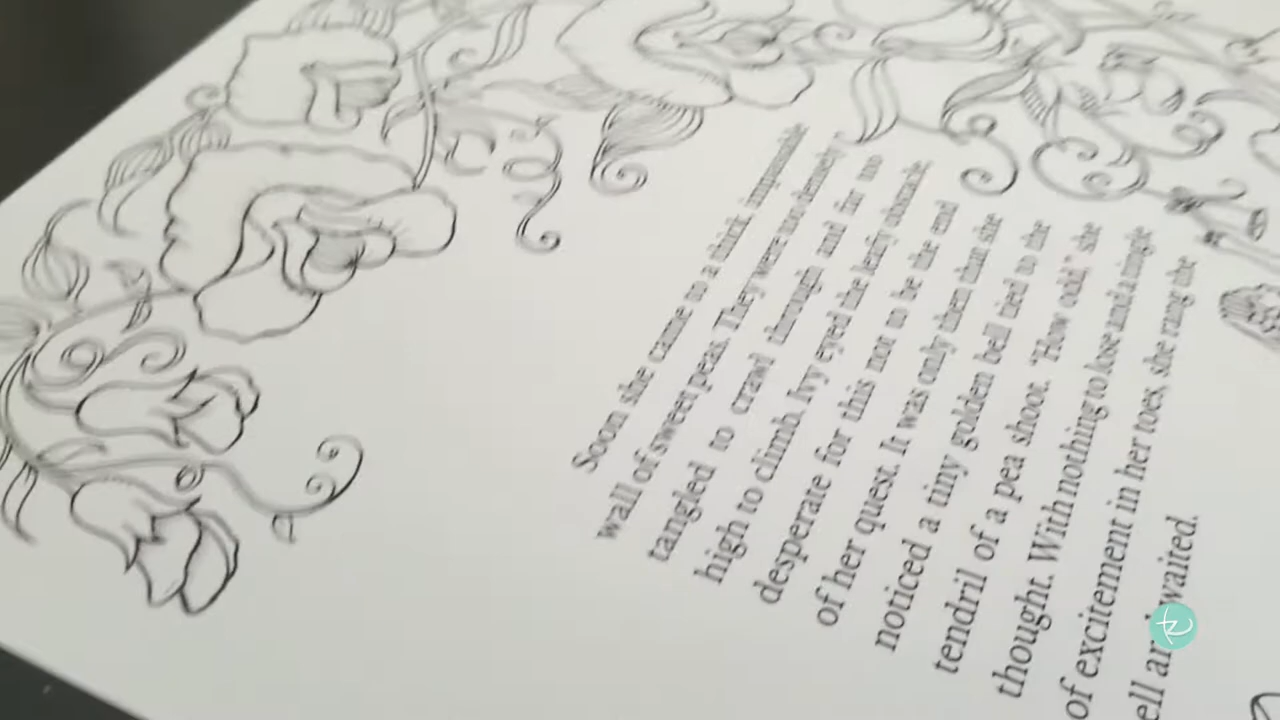 Soon she came to a thick, impassable
wall of sweet peas. They were too densely
tangled to crawl through and far too
high to climb. Ivy eyed the leafy obstacle,
desperate for this not to be the end
of her quest. It was only then that she
noticed a tiny golden bell tied to the
tendril of a pea shoot. "How odd," she
thought. With nothing to lose and a tingle
of excitement in her toes, she rang the
ell an waited.